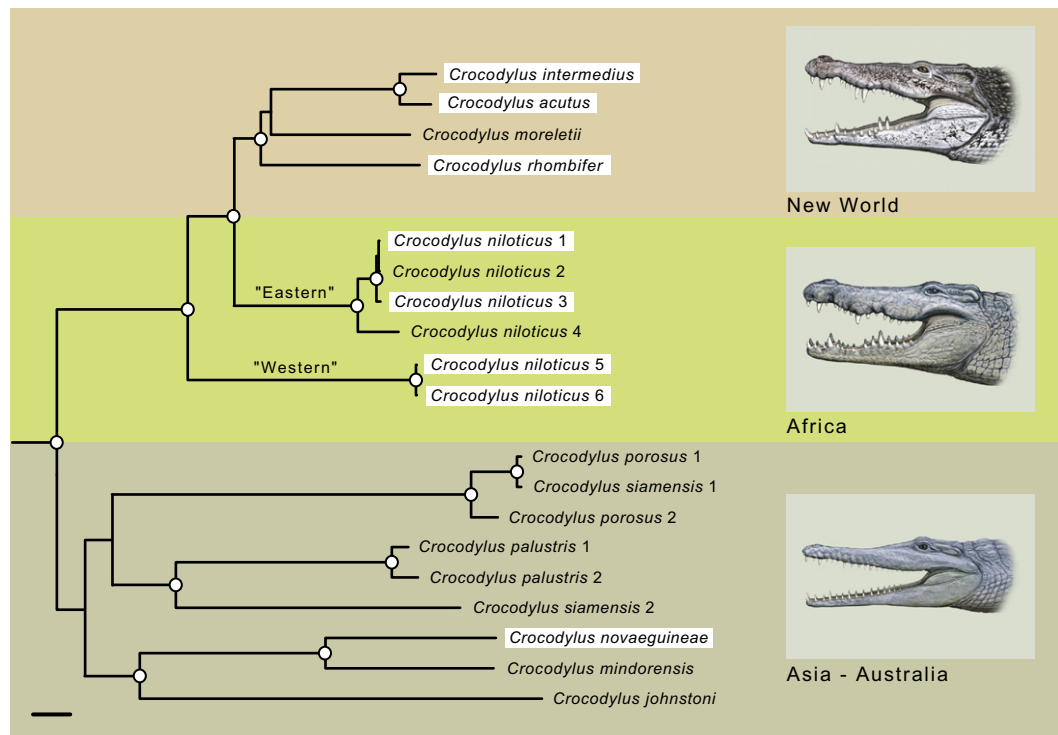 Crocodylus intermedius
Crocodylus acutus
Crocodylus moreletii
Crocodylus rhombifer
New World
Crocodylus niloticus 1
Crocodylus niloticus 2
"Eastern"
Crocodylus niloticus 3
Crocodylus niloticus 4
"Western"
Crocodylus niloticus 5
Crocodylus niloticus 6
Africa
Crocodylus porosus 1
Crocodylus siamensis 1
Crocodylus porosus 2
Crocodylus palustris 1
Crocodylus palustris 2
Crocodylus siamensis 2
Crocodylus novaeguineae
Crocodylus mindorensis
Asia - Australia
Crocodylus johnstoni